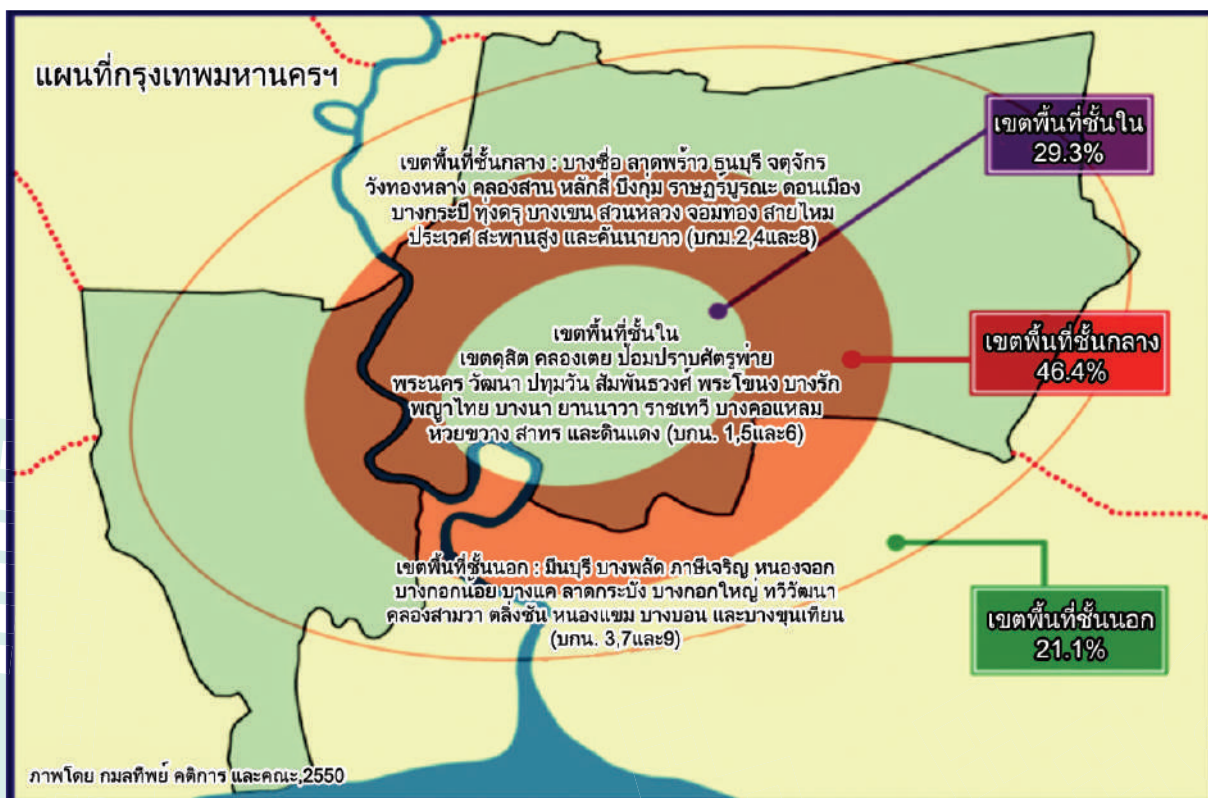 แผนที่กรุงเทพมหานครฯ
เขตพื้นที่ชั้นใน
29.3%
เขตพื้นที่ชั้นกลาง : บางซื่อ ลาดพร้าว ธนบุรี จตุจักร
วังทองหลาง คลองสาน หลักสี่ บึงกุ่ม ราษฏร์บูรณะ ดอนเมือง
บางกระบี ทุ่งครุ บางเขน สวนหลวง จอมทอง สายไหม
ประเวศ สะพานสูง และคันนายาว (บกม.2,4และ8)
เขตพื้นที่ชั้นใน
เขตดุสิต คลองเตย ป้อมปราบศัตรูพ่าย
พระนคร วัฒนา ปทุมวัน สัมพันธวงศ์ พระโขนง บางรัก
พญาไทย บางนา ยานนาวา ราชเทวี บางคอแหลม
ห้วยขวาง สาทร และดินแดง (บกน. 1,5และ6)
เขตพื้นที่ชั้นกลาง
46.4%
เขตพื้นที่ชั้นนอก : มีนบุรี บางพลัด ภาษีเจริญ หนองจอก
บางกอกน้อย บางแค ลาดกระบัง บางกอกใหญ่ ทวีวัฒนา
คลองสามวา ตลิ่งชัน หนองแขม บางบอน และบางขุนเทียน
(บกน. 3,7และ9)
เขตพื้นที่ชั้นนอก
21.1%
ภาพโดย กมลทิพย์ คติการ และคณะ,2550